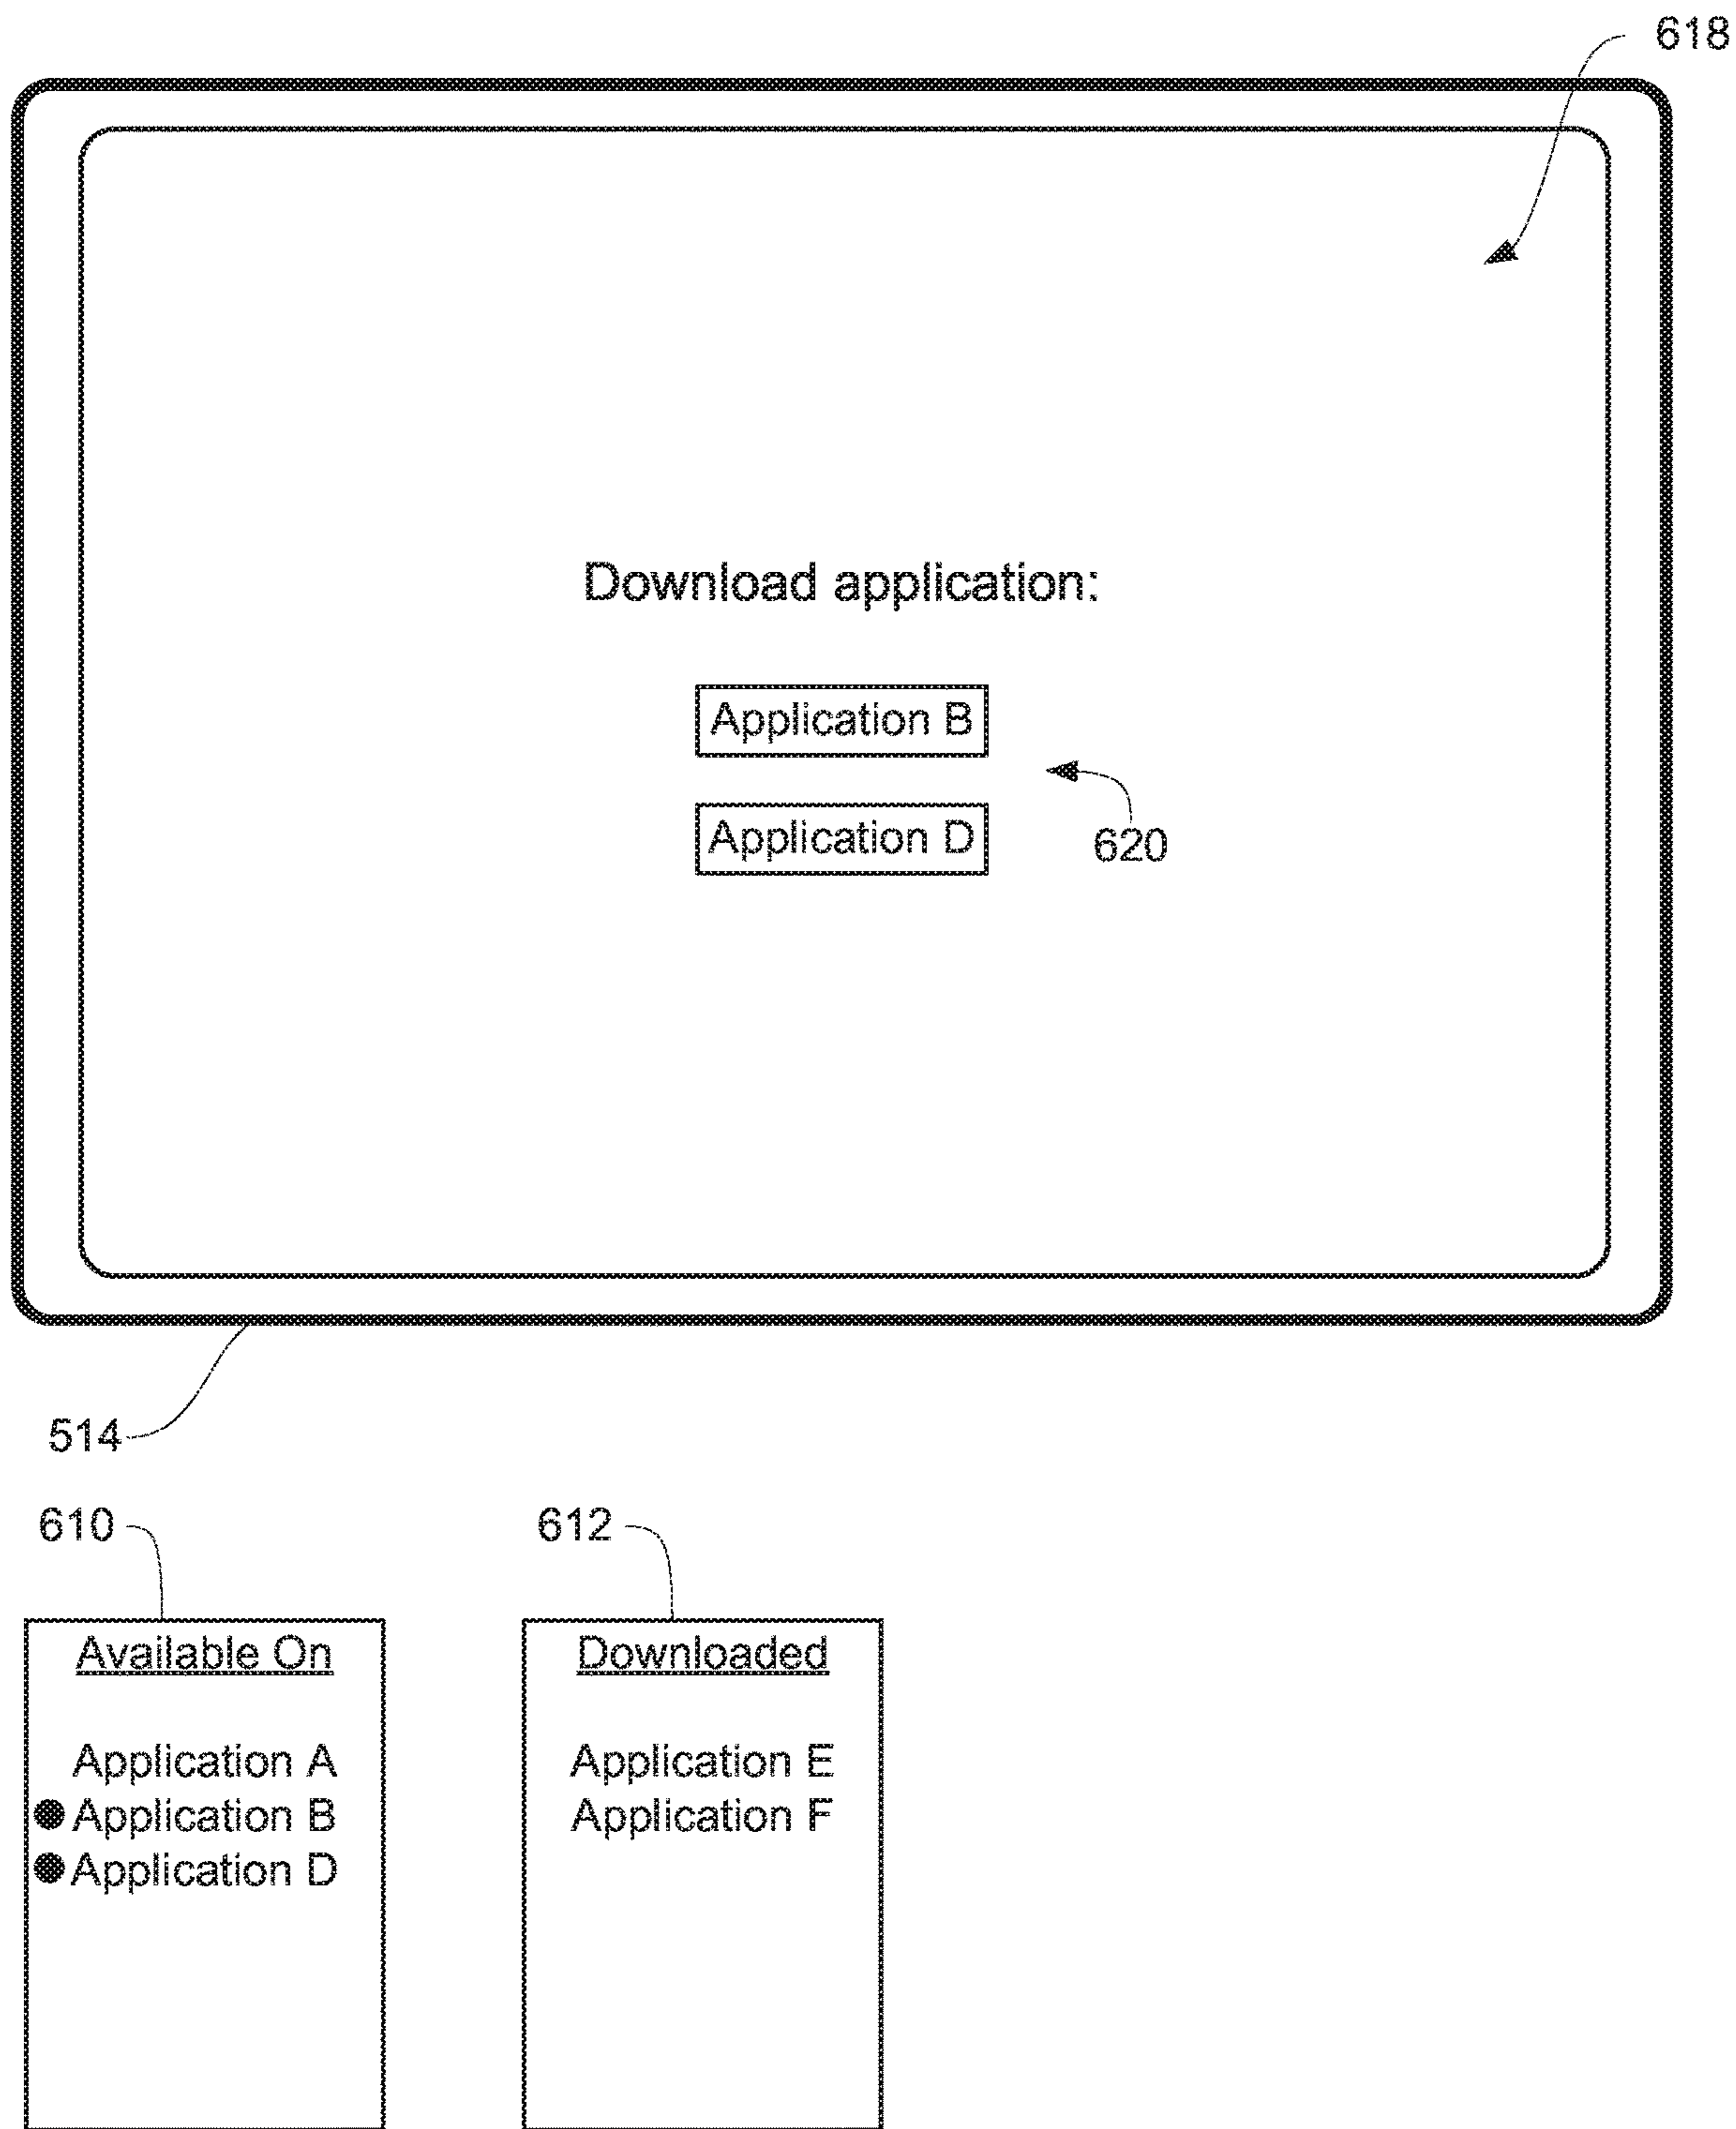 618
Download application:
Application B
Application D
620
514
610
612
Available On
Application A
Application B
Application D
Downloaded
Application E
Application F